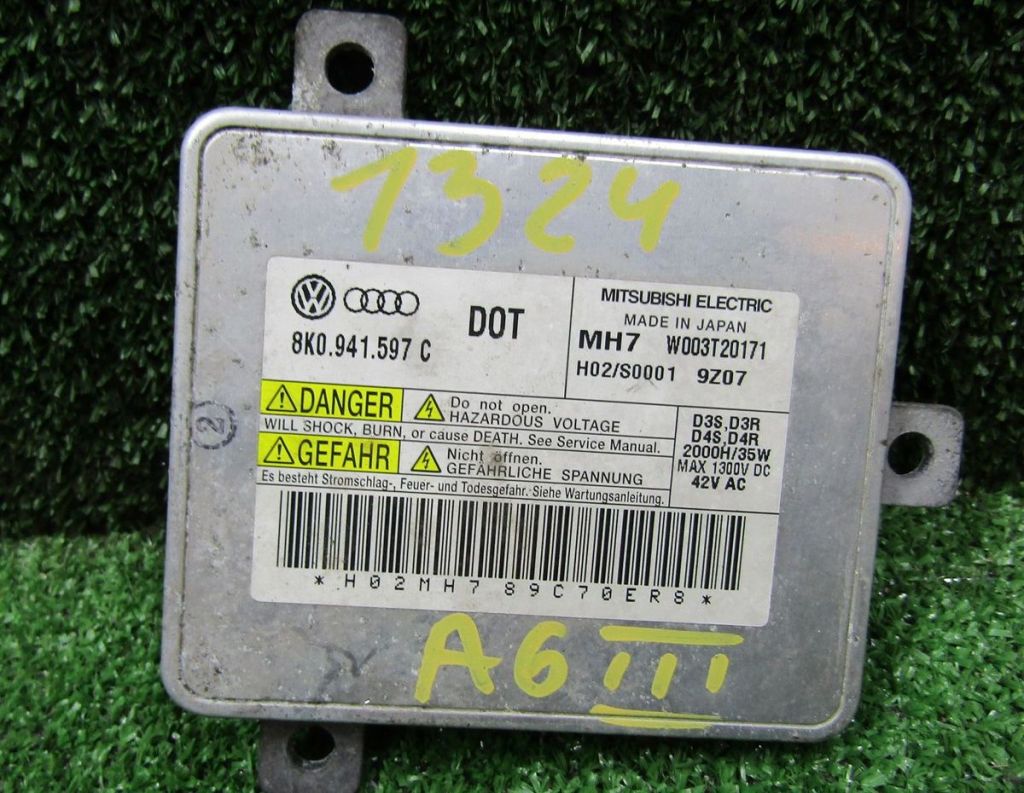 1324
VW
8K0.941.597 C
DOT
MITSUBISHI ELECTRIC
MADE IN JAPAN
MH7 W003T20171
H02/S0001 9Z07
DANGER
Do not open.
HAZARDOUS VOLTAGE
WILL SHOCK, BURN, or cause DEATH. See Service Manual.
GEFAHR
Nicht öffnen.
GEFÄHRLICHE SPANNUNG
Es besteht Stromschlag-, Feuer- und Todesgefahr. Siehe Wartungsanleitung.
D3S,D3R
D4S,D4R
2000H/35W
MAX 1300V DC
42V AC
*H02MH789C70ER8*
2
A6 III